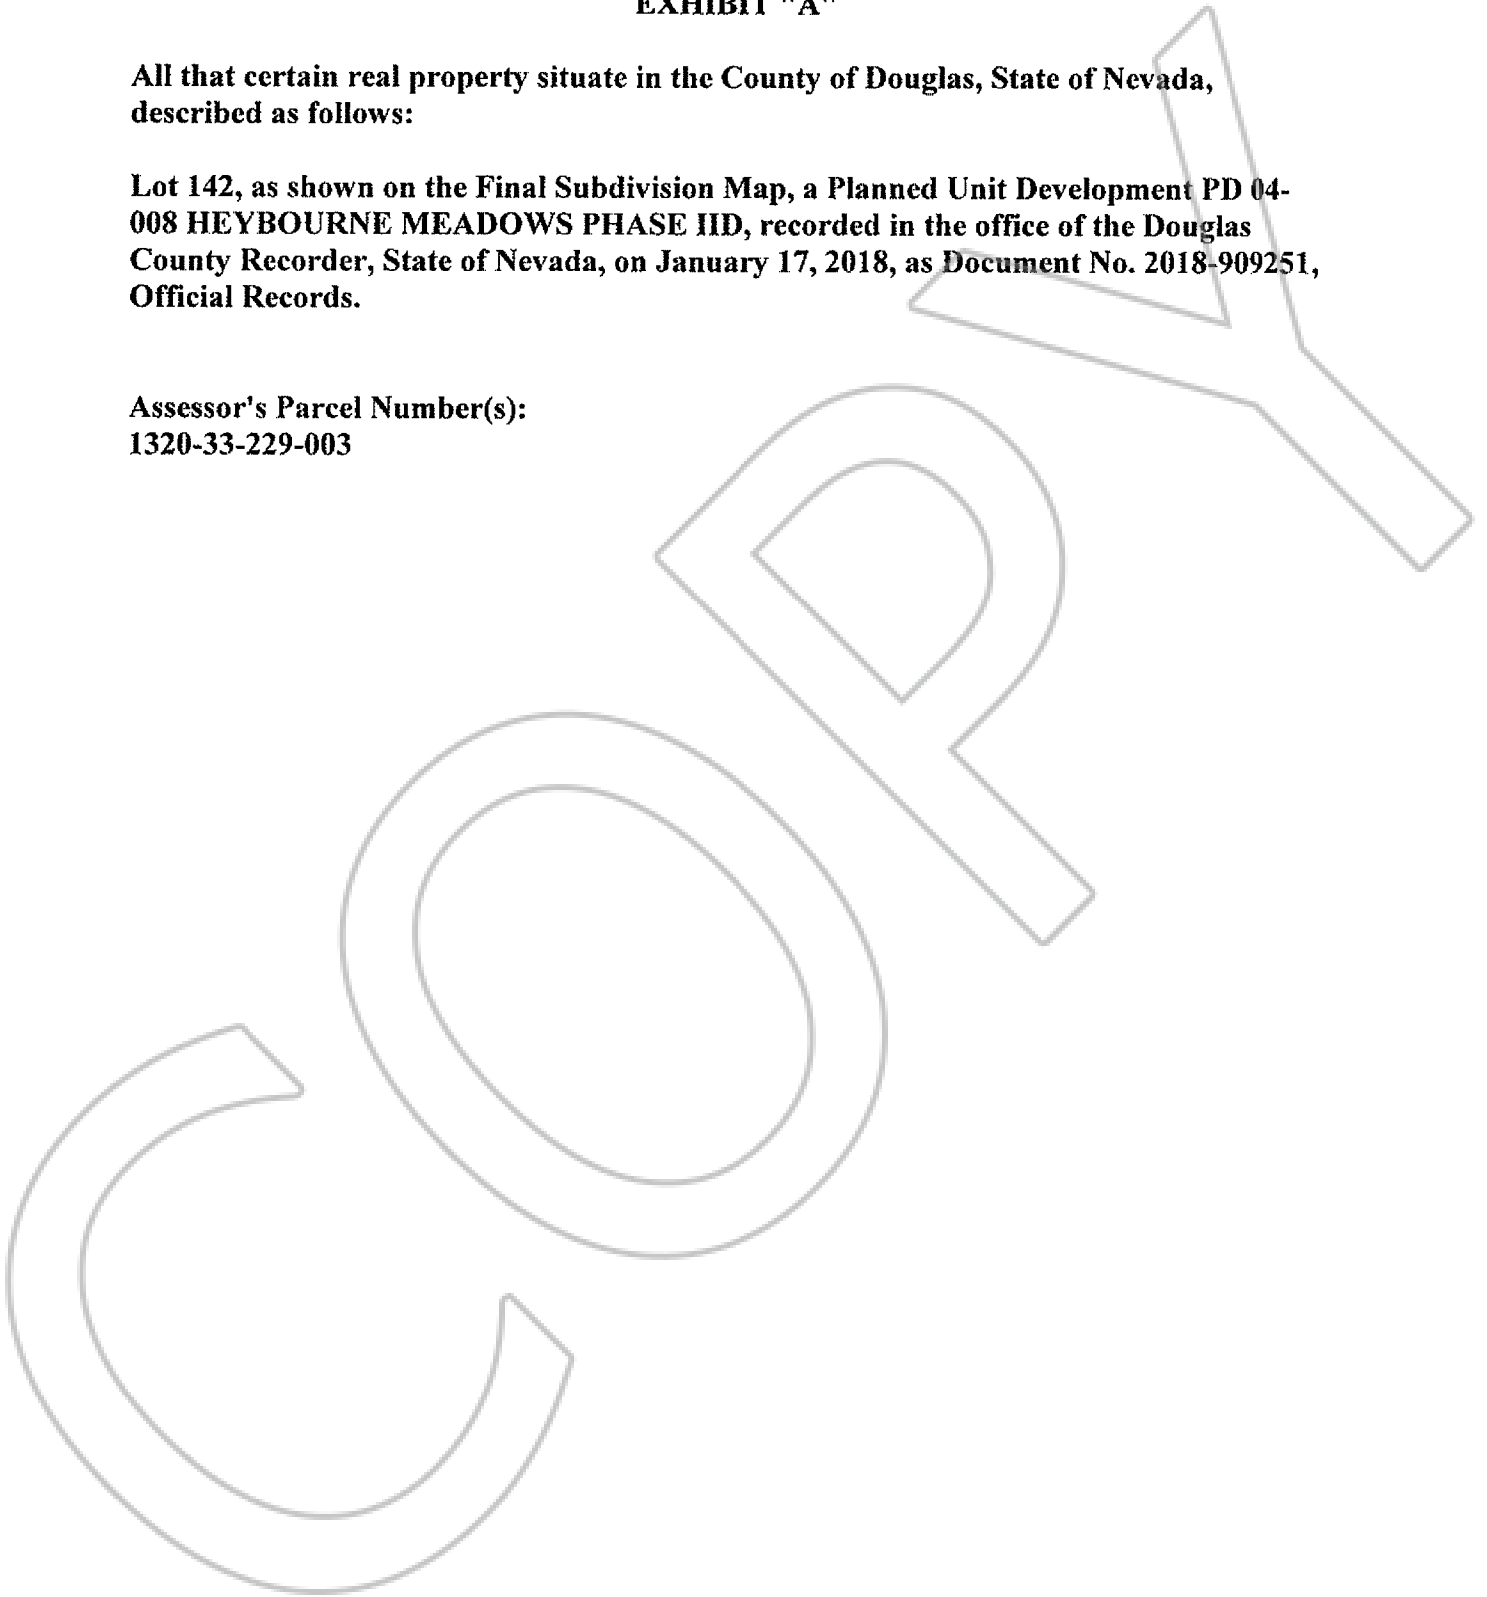 EXHIBIT "A"
All that certain real property situate in the County of Douglas, State of Nevada,
described as follows:
Lot 142, as shown on the Final Subdivision Map, a Planned Unit Development PD 04-
008 HEYBOURNE MEADOWS PHASE IID, recorded in the office of the Douglas
County Recorder, State of Nevada, on January 17, 2018, as Document No. 2018-909251,
Official Records.
Assessor's Parcel Number(s):
1320-33-229-003
COPY